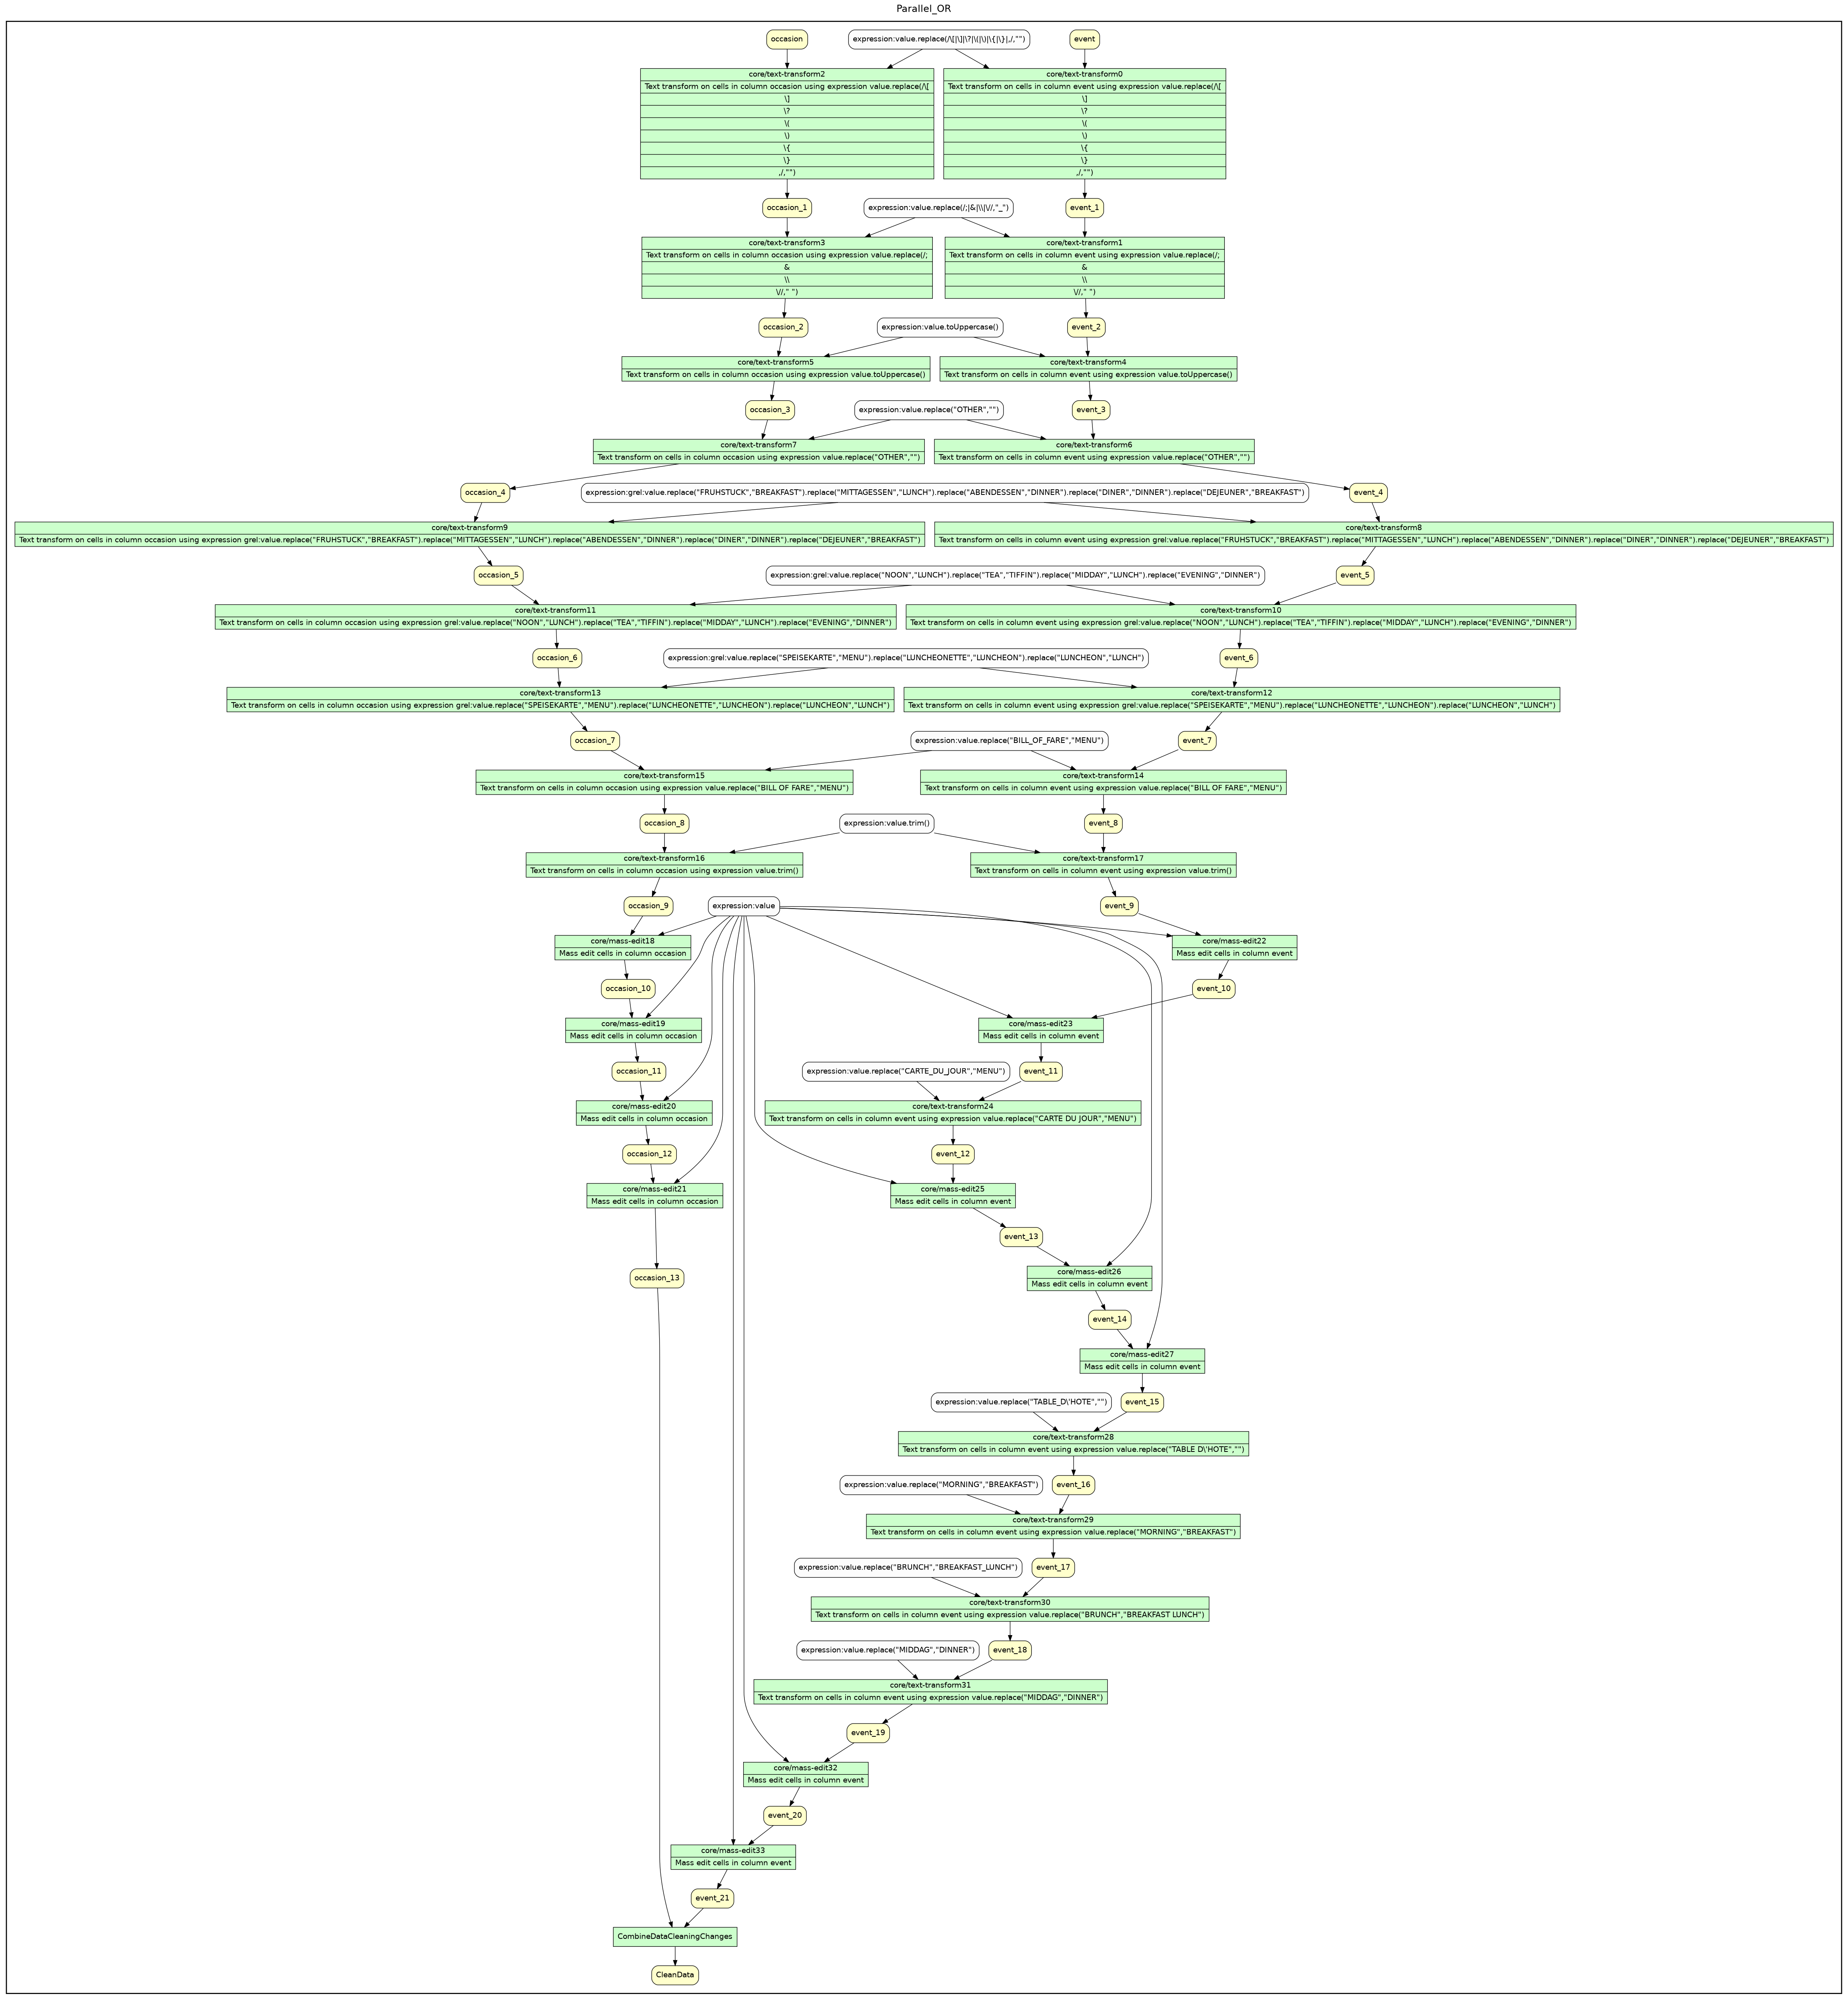 Parallel_OR
occasion
expression:value.replace(/\[|\]|\?|\(|\)|\{|\}|,/,"")
event
core/text-transform2
Text transform on cells in column occasion using expression value.replace(/\[
\]
\?
\(
\)
\{
\}
,/,"")
core/text-transform0
Text transform on cells in column event using expression value.replace(/\[
\]
\?
\(
\)
\{
\}
,/,"")
occasion_1
expression:value.replace(/;|&|\\|\//,"_")
event_1
core/text-transform3
Text transform on cells in column occasion using expression value.replace(/;
&
\\
\//," ")
core/text-transform1
Text transform on cells in column event using expression value.replace(/;
&
\\
\//," ")
occasion_2
expression:value.toUppercase()
event_2
core/text-transform5
Text transform on cells in column occasion using expression value.toUppercase()
core/text-transform4
Text transform on cells in column event using expression value.toUppercase()
occasion_3
expression:value.replace("OTHER","")
event_3
core/text-transform7
Text transform on cells in column occasion using expression value.replace("OTHER","")
core/text-transform6
Text transform on cells in column event using expression value.replace("OTHER","")
occasion_4
expression:grel:value.replace("FRUHSTUCK","BREAKFAST").replace("MITTAGESSEN","LUNCH").replace("ABENDESSEN","DINNER").replace("DINER","DINNER").replace("DEJEUNER","BREAKFAST")
event_4
core/text-transform9
Text transform on cells in column occasion using expression grel:value.replace("FRUHSTUCK","BREAKFAST").replace("MITTAGESSEN","LUNCH").replace("ABENDESSEN","DINNER").replace("DINER","DINNER").replace("DEJEUNER","BREAKFAST")
core/text-transform8
Text transform on cells in column event using expression grel:value.replace("FRUHSTUCK","BREAKFAST").replace("MITTAGESSEN","LUNCH").replace("ABENDESSEN","DINNER").replace("DINER","DINNER").replace("DEJEUNER","BREAKFAST")
occasion_5
expression:grel:value.replace("NOON","LUNCH").replace("TEA","TIFFIN").replace("MIDDAY","LUNCH").replace("EVENING","DINNER")
event_5
core/text-transform11
Text transform on cells in column occasion using expression grel:value.replace("NOON","LUNCH").replace("TEA","TIFFIN").replace("MIDDAY","LUNCH").replace("EVENING","DINNER")
core/text-transform10
Text transform on cells in column event using expression grel:value.replace("NOON","LUNCH").replace("TEA","TIFFIN").replace("MIDDAY","LUNCH").replace("EVENING","DINNER")
occasion_6
expression:grel:value.replace("SPEISEKARTE","MENU").replace("LUNCHEONETTE","LUNCHEON").replace("LUNCHEON","LUNCH")
event_6
core/text-transform13
Text transform on cells in column occasion using expression grel:value.replace("SPEISEKARTE","MENU").replace("LUNCHEONETTE","LUNCHEON").replace("LUNCHEON","LUNCH")
core/text-transform12
Text transform on cells in column event using expression grel:value.replace("SPEISEKARTE","MENU").replace("LUNCHEONETTE","LUNCHEON").replace("LUNCHEON","LUNCH")
occasion_7
expression:value.replace("BILL_OF_FARE","MENU")
event_7
core/text-transform15
Text transform on cells in column occasion using expression value.replace("BILL OF FARE","MENU")
core/text-transform14
Text transform on cells in column event using expression value.replace("BILL OF FARE","MENU")
occasion_8
expression:value.trim()
event_8
core/text-transform16
Text transform on cells in column occasion using expression value.trim()
core/text-transform17
Text transform on cells in column event using expression value.trim()
occasion_9
expression:value
event_9
core/mass-edit18
Mass edit cells in column occasion
core/mass-edit22
Mass edit cells in column event
occasion_10
event_10
core/mass-edit19
Mass edit cells in column occasion
core/mass-edit23
Mass edit cells in column event
occasion_11
expression:value.replace("CARTE_DU_JOUR","MENU")
event_11
core/mass-edit20
Mass edit cells in column occasion
core/text-transform24
Text transform on cells in column event using expression value.replace("CARTE DU JOUR","MENU")
occasion_12
event_12
core/mass-edit21
Mass edit cells in column occasion
core/mass-edit25
Mass edit cells in column event
event_13
occasion_13
core/mass-edit26
Mass edit cells in column event
event_14
core/mass-edit27
Mass edit cells in column event
expression:value.replace("TABLE_D\'HOTE","")
event_15
core/text-transform28
Text transform on cells in column event using expression value.replace("TABLE D\'HOTE","")
expression:value.replace("MORNING","BREAKFAST")
event_16
core/text-transform29
Text transform on cells in column event using expression value.replace("MORNING","BREAKFAST")
expression:value.replace("BRUNCH","BREAKFAST_LUNCH")
event_17
core/text-transform30
Text transform on cells in column event using expression value.replace("BRUNCH","BREAKFAST LUNCH")
expression:value.replace("MIDDAG","DINNER")
event_18
core/text-transform31
Text transform on cells in column event using expression value.replace("MIDDAG","DINNER")
event_19
core/mass-edit32
Mass edit cells in column event
event_20
core/mass-edit33
Mass edit cells in column event
event_21
CombineDataCleaningChanges
CleanData